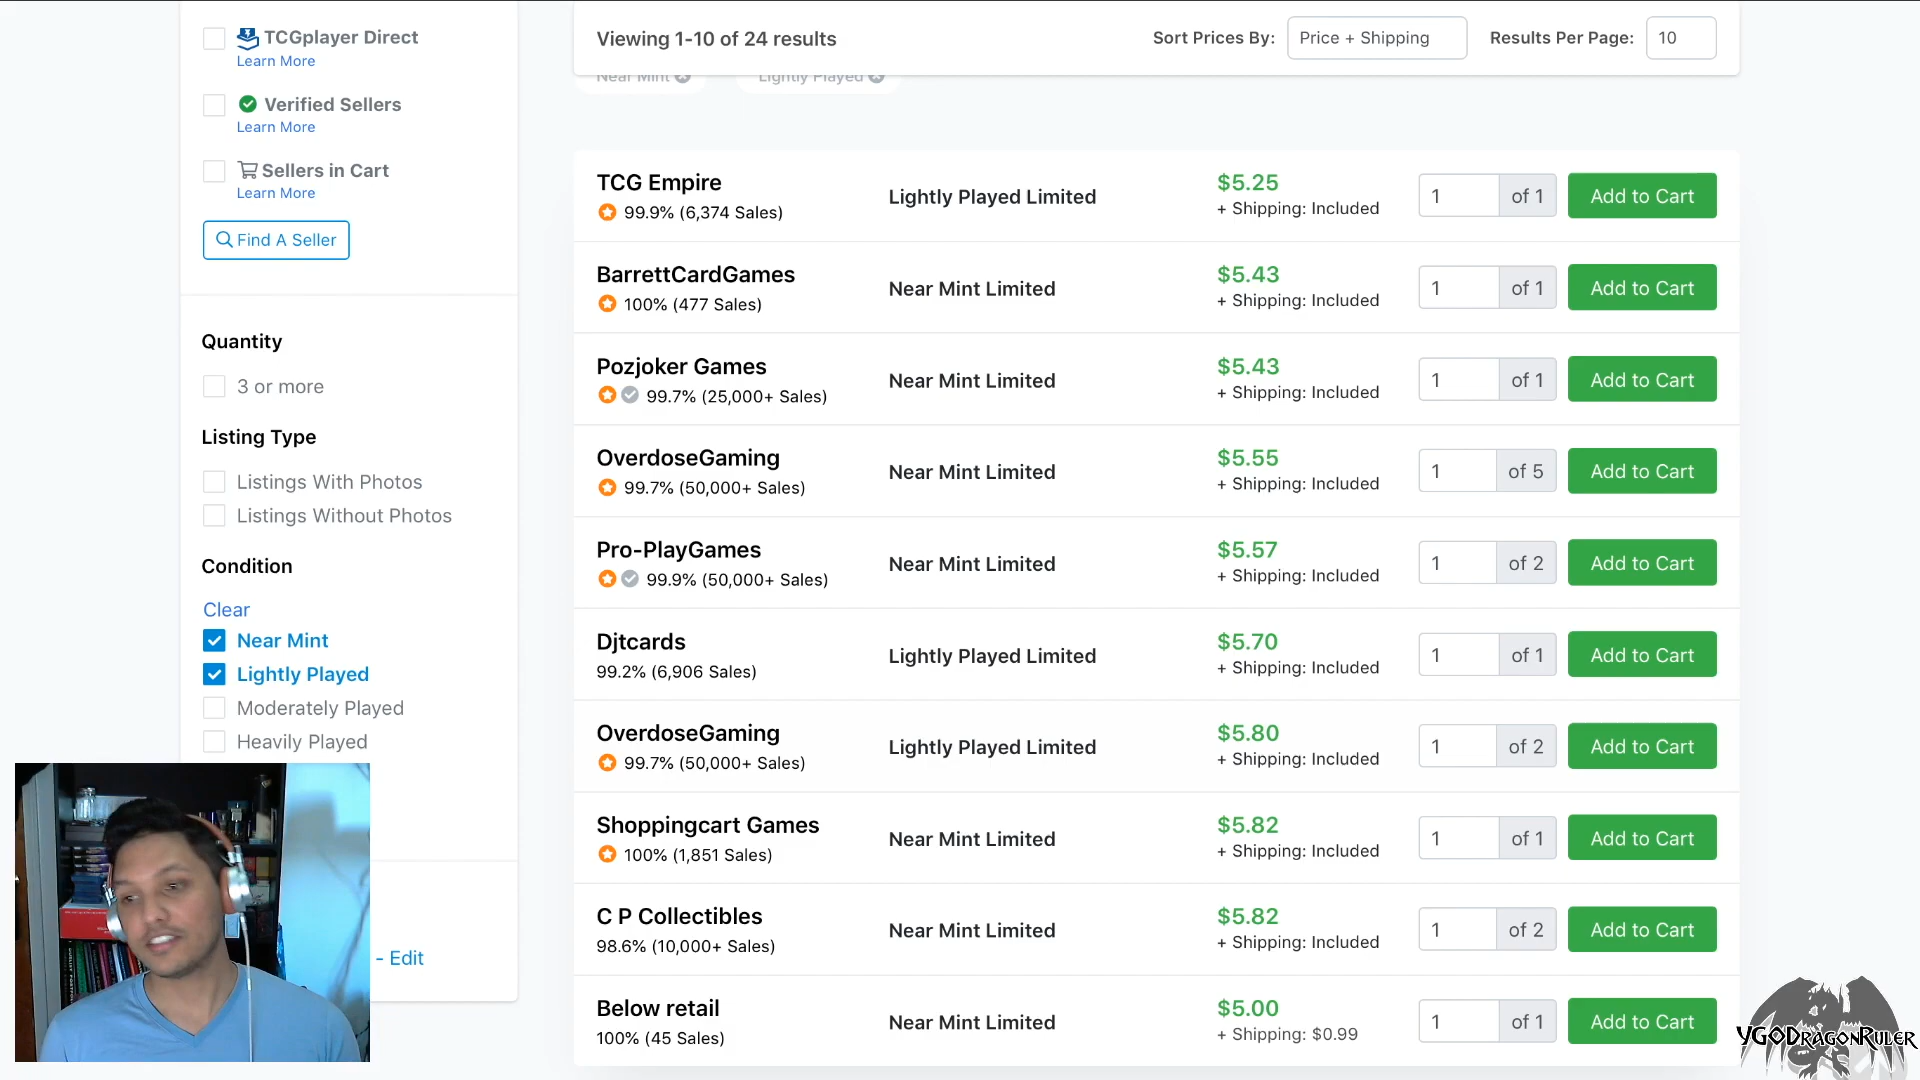 TCGplayer Direct
Learn More
Verified Sellers
Learn More
Sellers in Cart
Learn More
Find A Seller
Quantity
3 or more
Listing Type
Listings With Photos
Listings Without Photos
Condition
Clear
Near Mint
Lightly Played
Moderately Played
Heavily Played
- Edit
Viewing 1-10 of 24 results
Sort Prices By: Price + Shipping
Results Per Page: 10
Near Mint
Lightly Played
TCG Empire
99.9% (6,374 Sales)
Lightly Played Limited
$5.25
+ Shipping: Included
1 of 1
Add to Cart
BarrettCardGames
100% (477 Sales)
Near Mint Limited
$5.43
+ Shipping: Included
1 of 1
Add to Cart
Pozjoker Games
99.7% (25,000+ Sales)
Near Mint Limited
$5.43
+ Shipping: Included
1 of 1
Add to Cart
OverdoseGaming
99.7% (50,000+ Sales)
Near Mint Limited
$5.55
+ Shipping: Included
1 of 5
Add to Cart
Pro-PlayGames
99.9% (50,000+ Sales)
Near Mint Limited
$5.57
+ Shipping: Included
1 of 2
Add to Cart
Djtcards
99.2% (6,906 Sales)
Lightly Played Limited
$5.70
+ Shipping: Included
1 of 1
Add to Cart
OverdoseGaming
99.7% (50,000+ Sales)
Lightly Played Limited
$5.80
+ Shipping: Included
1 of 2
Add to Cart
Shoppingcart Games
100% (1,851 Sales)
Near Mint Limited
$5.82
+ Shipping: Included
1 of 1
Add to Cart
C P Collectibles
98.6% (10,000+ Sales)
Near Mint Limited
$5.82
+ Shipping: Included
1 of 2
Add to Cart
Below retail
100% (45 Sales)
Near Mint Limited
$5.00
+ Shipping: $0.99
1 of 1
Add to Cart
YGODragonRuler